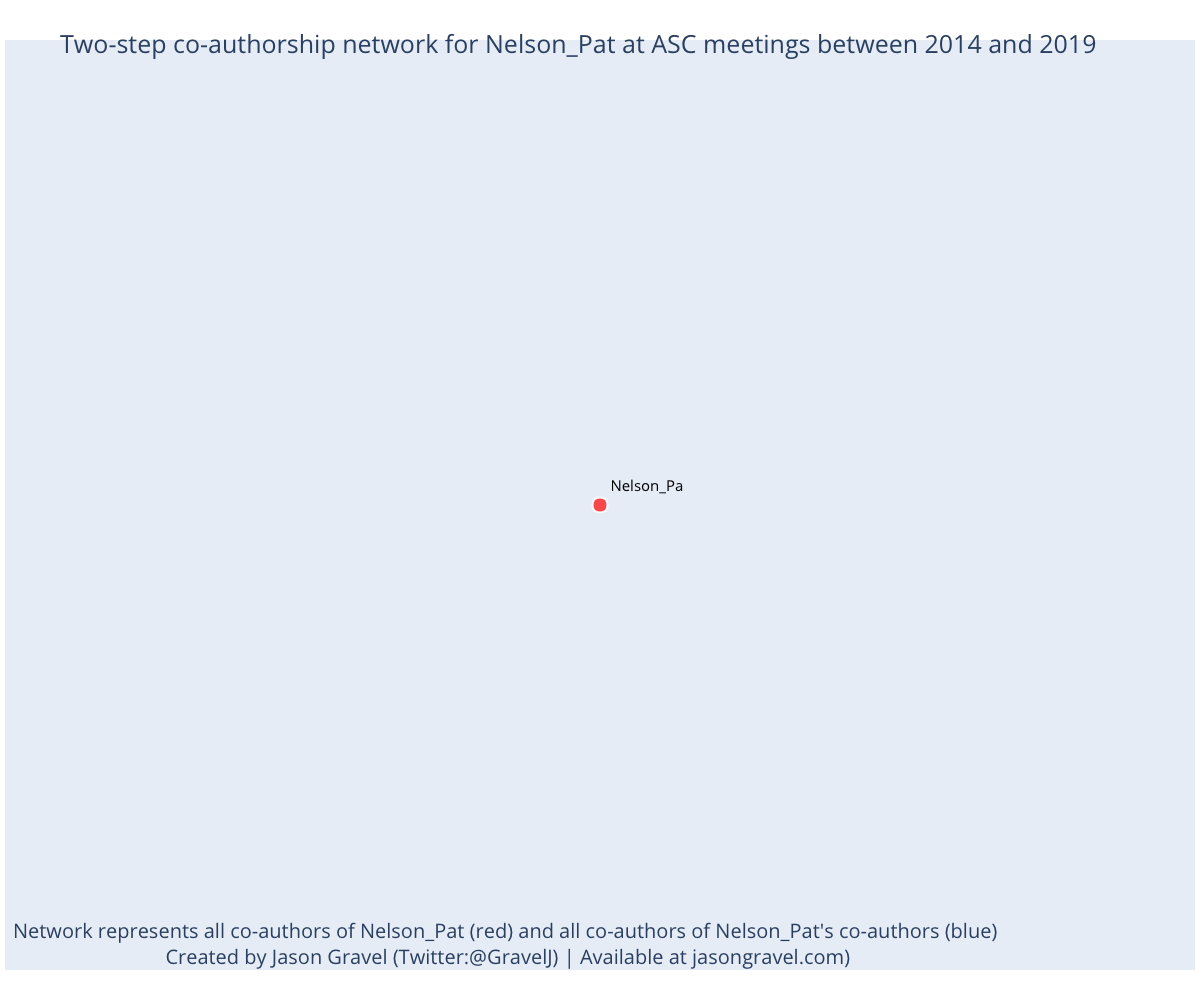 Two-step co-authorship network for Nelson_Pat at ASC meetings between 2014 and 2019
Nelson_Pa
Network represents all co-authors of Nelson_Pat (red) and all co-authors of Nelson_Pat's co-authors (blue)
Created by Jason Gravel (Twitter:@GravelJ) | Available at jasongravel.com)